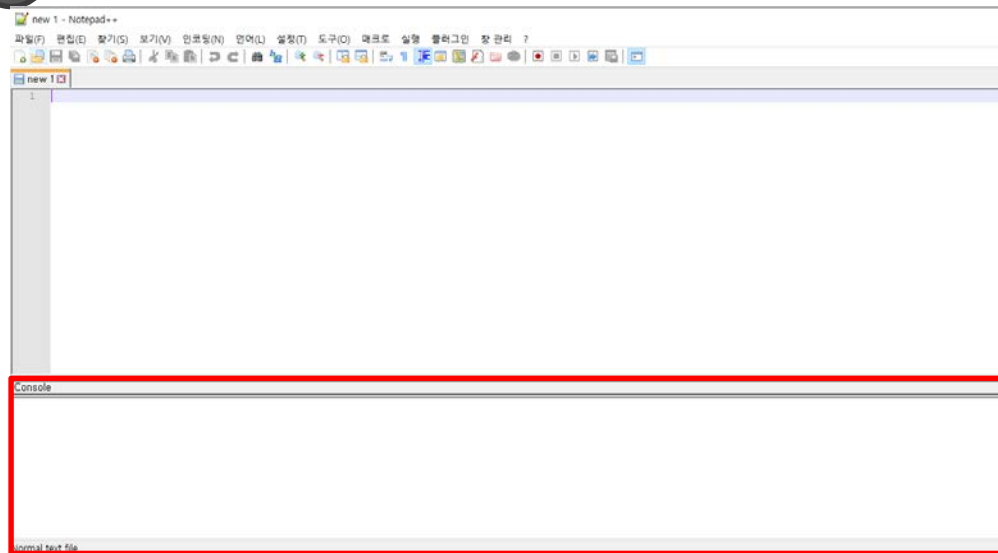 new 1 - Notepad++
파일(F) 편집(E) 찾기(S) 보기(V) 인코딩(N) 언어(L) 설정(T) 도구(O) 매크로 실행 플러그인 창 관리 ?
new 1
1
Console
Normal text file